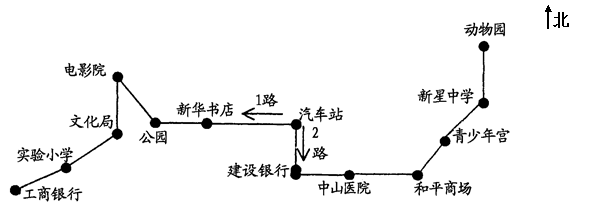 北
动物园
电影院
新星中学
1路
新华书店
汽车站
文化局
公园
2
路
青少年宫
实验小学
建设银行
工商银行
中山医院
和平商场